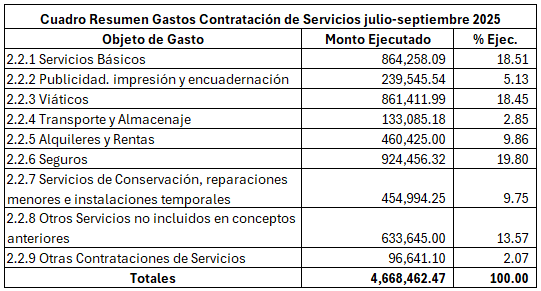 Cuadro Resumen Gastos Contratación de Servicios julio-septiembre 2025
Objeto de Gasto Monto Ejecutado % Ejec.
2.2.1 Servicios Básicos 864,258.09 18.51
2.2.2 Publicidad. impresión y encuadernación 239,545.54 5.13
2.2.3 Viáticos 861,411.99 18.45
2.2.4 Transporte y Almacenaje 133,085.18 2.85
2.2.5 Alquileres y Rentas 460,425.00 9.86
2.2.6 Seguros 924,456.32 19.80
2.2.7 Servicios de Conservación, reparaciones
menores e instalaciones temporales 454,994.25 9.75
2.2.8 Otros Servicios no incluidos en conceptos
anteriores 633,645.00 13.57
2.2.9 Otras Contrataciones de Servicios 96,641.10 2.07
Totales 4,668,462.47 100.00